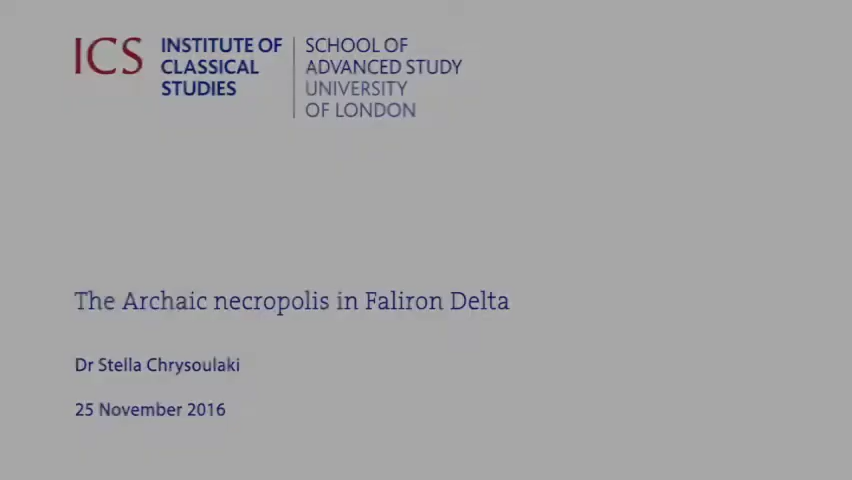 ICS
INSTITUTE OF
CLASSICAL
STUDIES
SCHOOL OF
ADVANCED STUDY
UNIVERSITY
OF LONDON
The Archaic necropolis in Faliron Delta
Dr Stella Chrysoulaki
25 November 2016